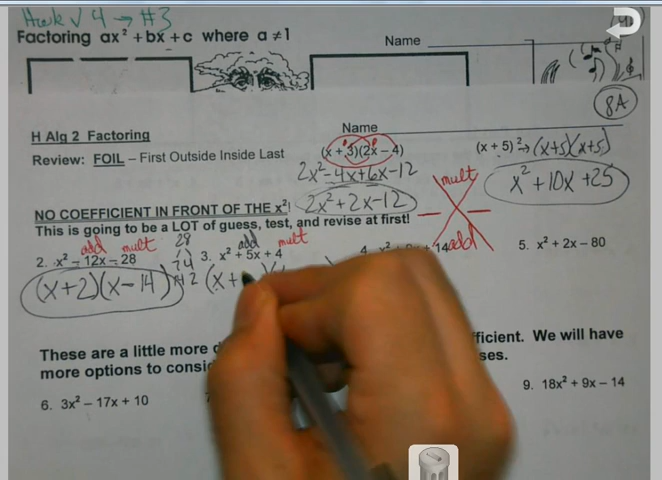 Hwk ✓ 4 → #3
Factoring ax² + bx + c where a ≠ 1
Name
8A
H Alg 2 Factoring
Name
Review: FOIL – First Outside Inside Last
(x + 3)(2x – 4)
2x² – 4x + 6x – 12
2x² + 2x – 12
(x + 5)² → (x+5)(x+5)
x² + 10x + 25
mult
add
NO COEFFICIENT IN FRONT OF THE x²!
This is going to be a LOT of guess, test, and revise at first!
add mult
28
2. x² – 12x – 28
(x+2)(x–14)
add mult
3. x² + 5x + 4
(x+
4. x²
+ 14
5. x² + 2x – 80
These are a little more
efficient. We will have
more options to consi
ses.
6. 3x² – 17x + 10
9. 18x² + 9x – 14